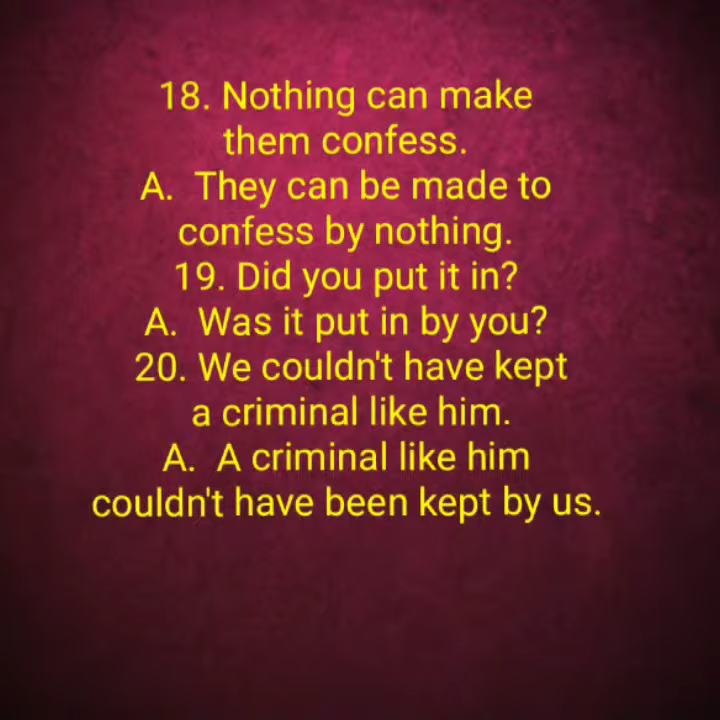 18. Nothing can make
them confess.
A. They can be made to
confess by nothing.
19. Did you put it in?
A. Was it put in by you?
20. We couldn't have kept
a criminal like him.
A. A criminal like him
couldn't have been kept by us.